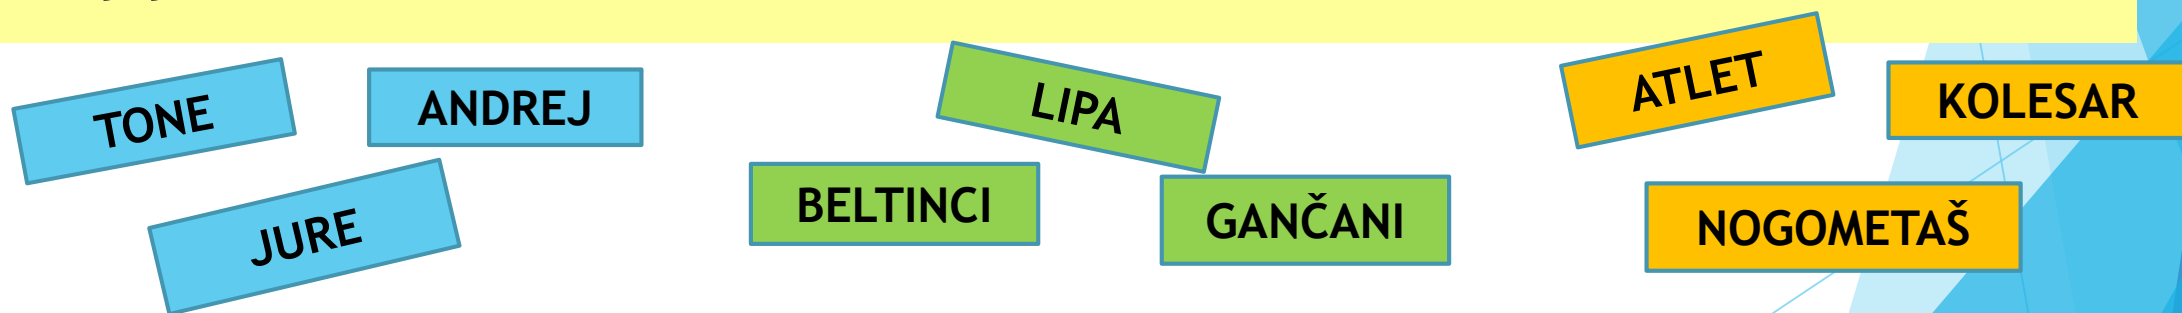 TONE
ANDREJ
JURE
LIPA
BELTINCI
GANČANI
ATLET
KOLESAR
NOGOMETAŠ